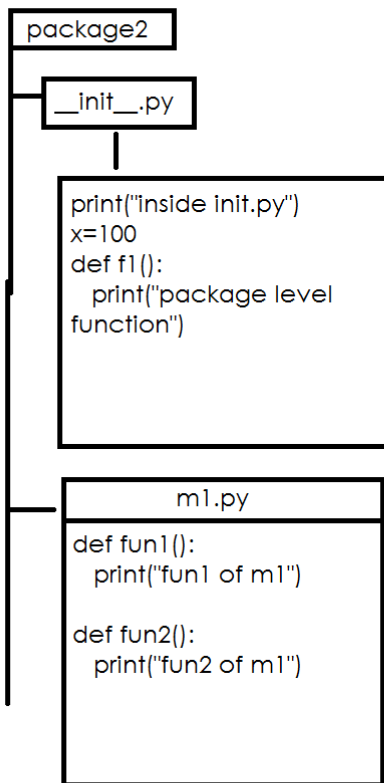 package2
__init__.py
print("inside init.py")
x=100
def f1():
print("package level
function")
m1.py
def fun1():
print("fun1 of m1")
def fun2():
print("fun2 of m1")